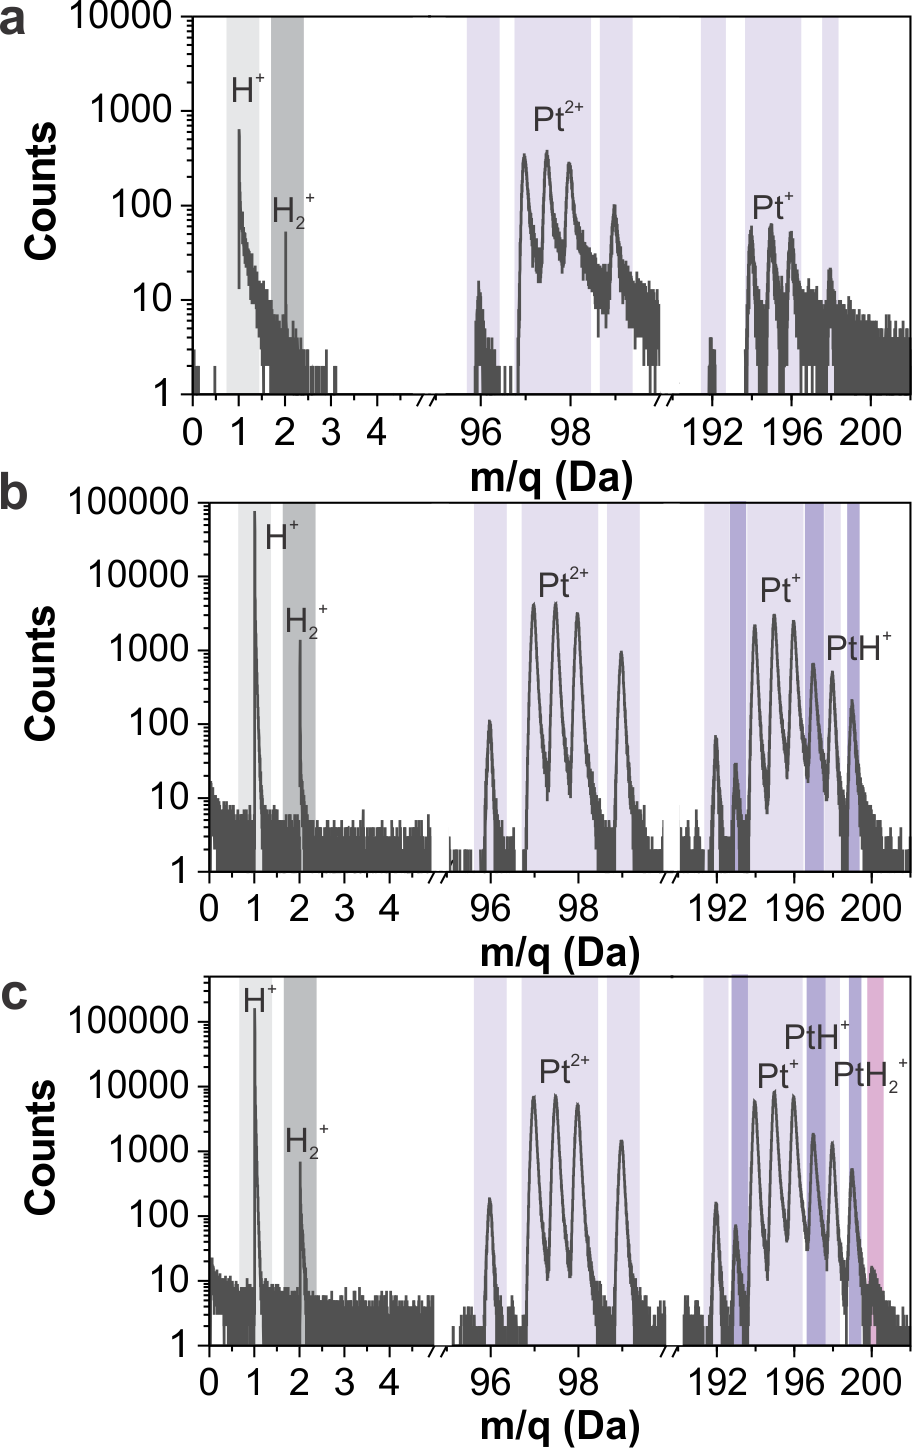 a
10000
1000
100
10
1
Counts
H⁺
H₂⁺
Pt²⁺
Pt⁺
0 1 2 3 4 96 98 192 196 200
m/q (Da)
b
100000
10000
1000
100
10
1
Counts
H⁺
H₂⁺
Pt²⁺
Pt⁺
PtH⁺
0 1 2 3 4 96 98 192 196 200
m/q (Da)
c
100000
10000
1000
100
10
1
Counts
H⁺
H₂⁺
Pt²⁺
PtH⁺
Pt⁺
PtH₂⁺
0 1 2 3 4 96 98 192 196 200
m/q (Da)